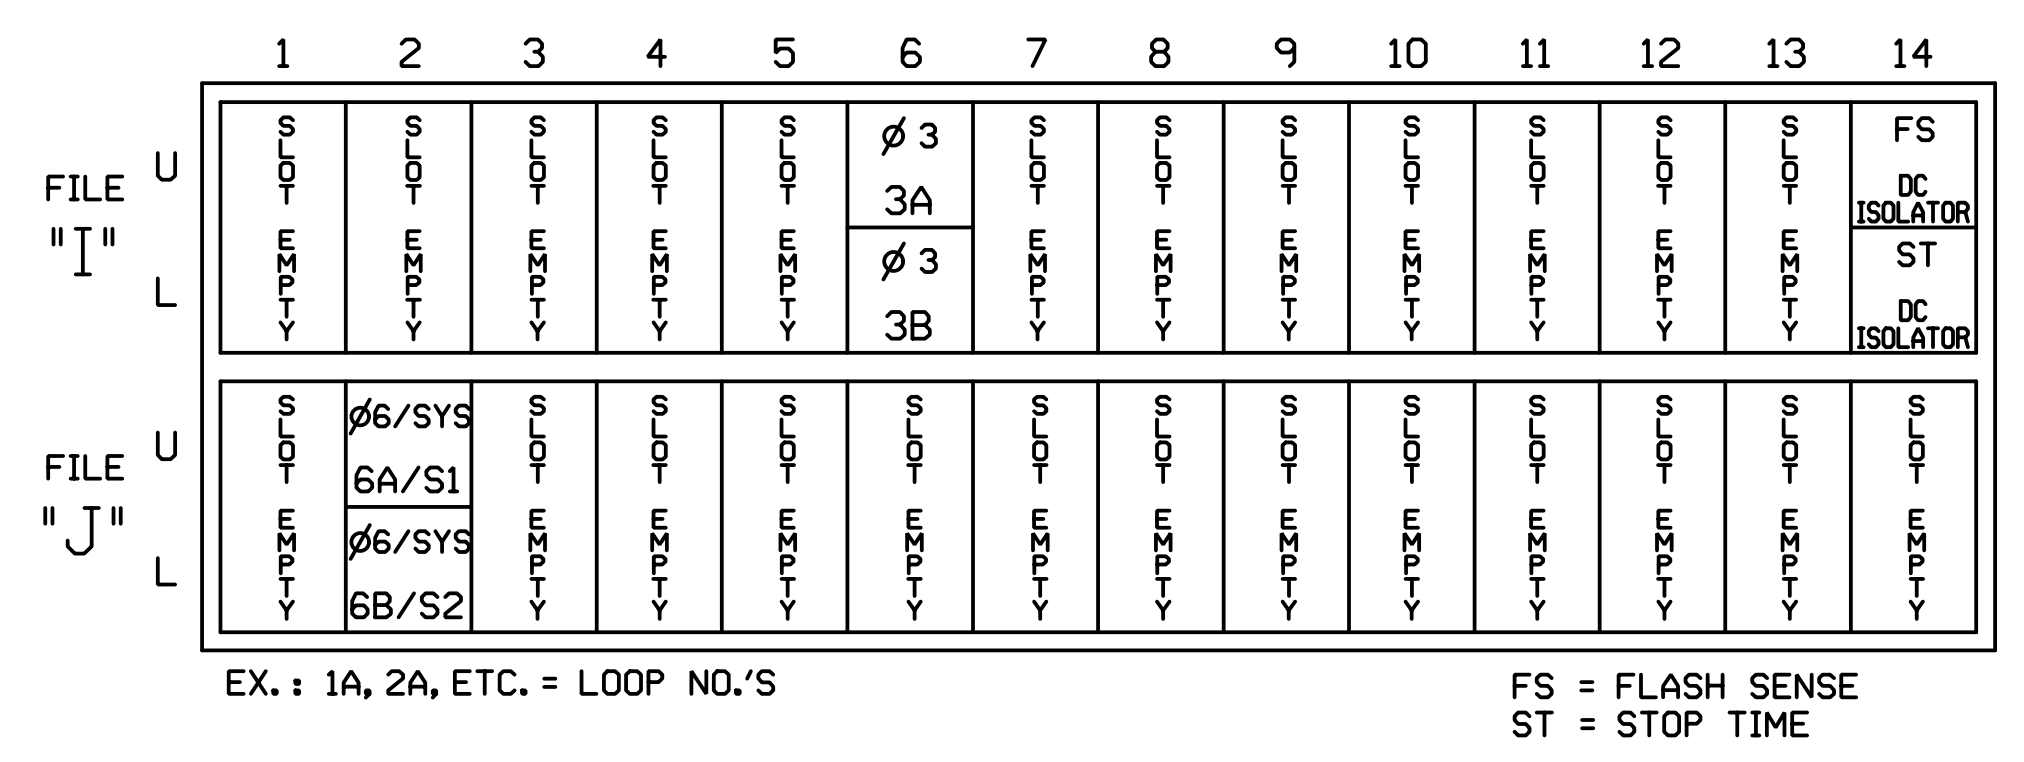 1 2 3 4 5 6 7 8 9 10 11 12 13 14
FILE "I"
U
L
SLOT EMPTY
SLOT EMPTY
SLOT EMPTY
SLOT EMPTY
SLOT EMPTY
Ø 3
3A
Ø 3
3B
SLOT EMPTY
SLOT EMPTY
SLOT EMPTY
SLOT EMPTY
SLOT EMPTY
SLOT EMPTY
SLOT EMPTY
FS
DC
ISOLATOR
ST
DC
ISOLATOR
FILE "J"
U
L
SLOT EMPTY
Ø6/SYS
6A/S1
Ø6/SYS
6B/S2
SLOT EMPTY
SLOT EMPTY
SLOT EMPTY
SLOT EMPTY
SLOT EMPTY
SLOT EMPTY
SLOT EMPTY
SLOT EMPTY
SLOT EMPTY
SLOT EMPTY
SLOT EMPTY
SLOT EMPTY
EX.: 1A, 2A, ETC. = LOOP NO.'S
FS = FLASH SENSE
ST = STOP TIME